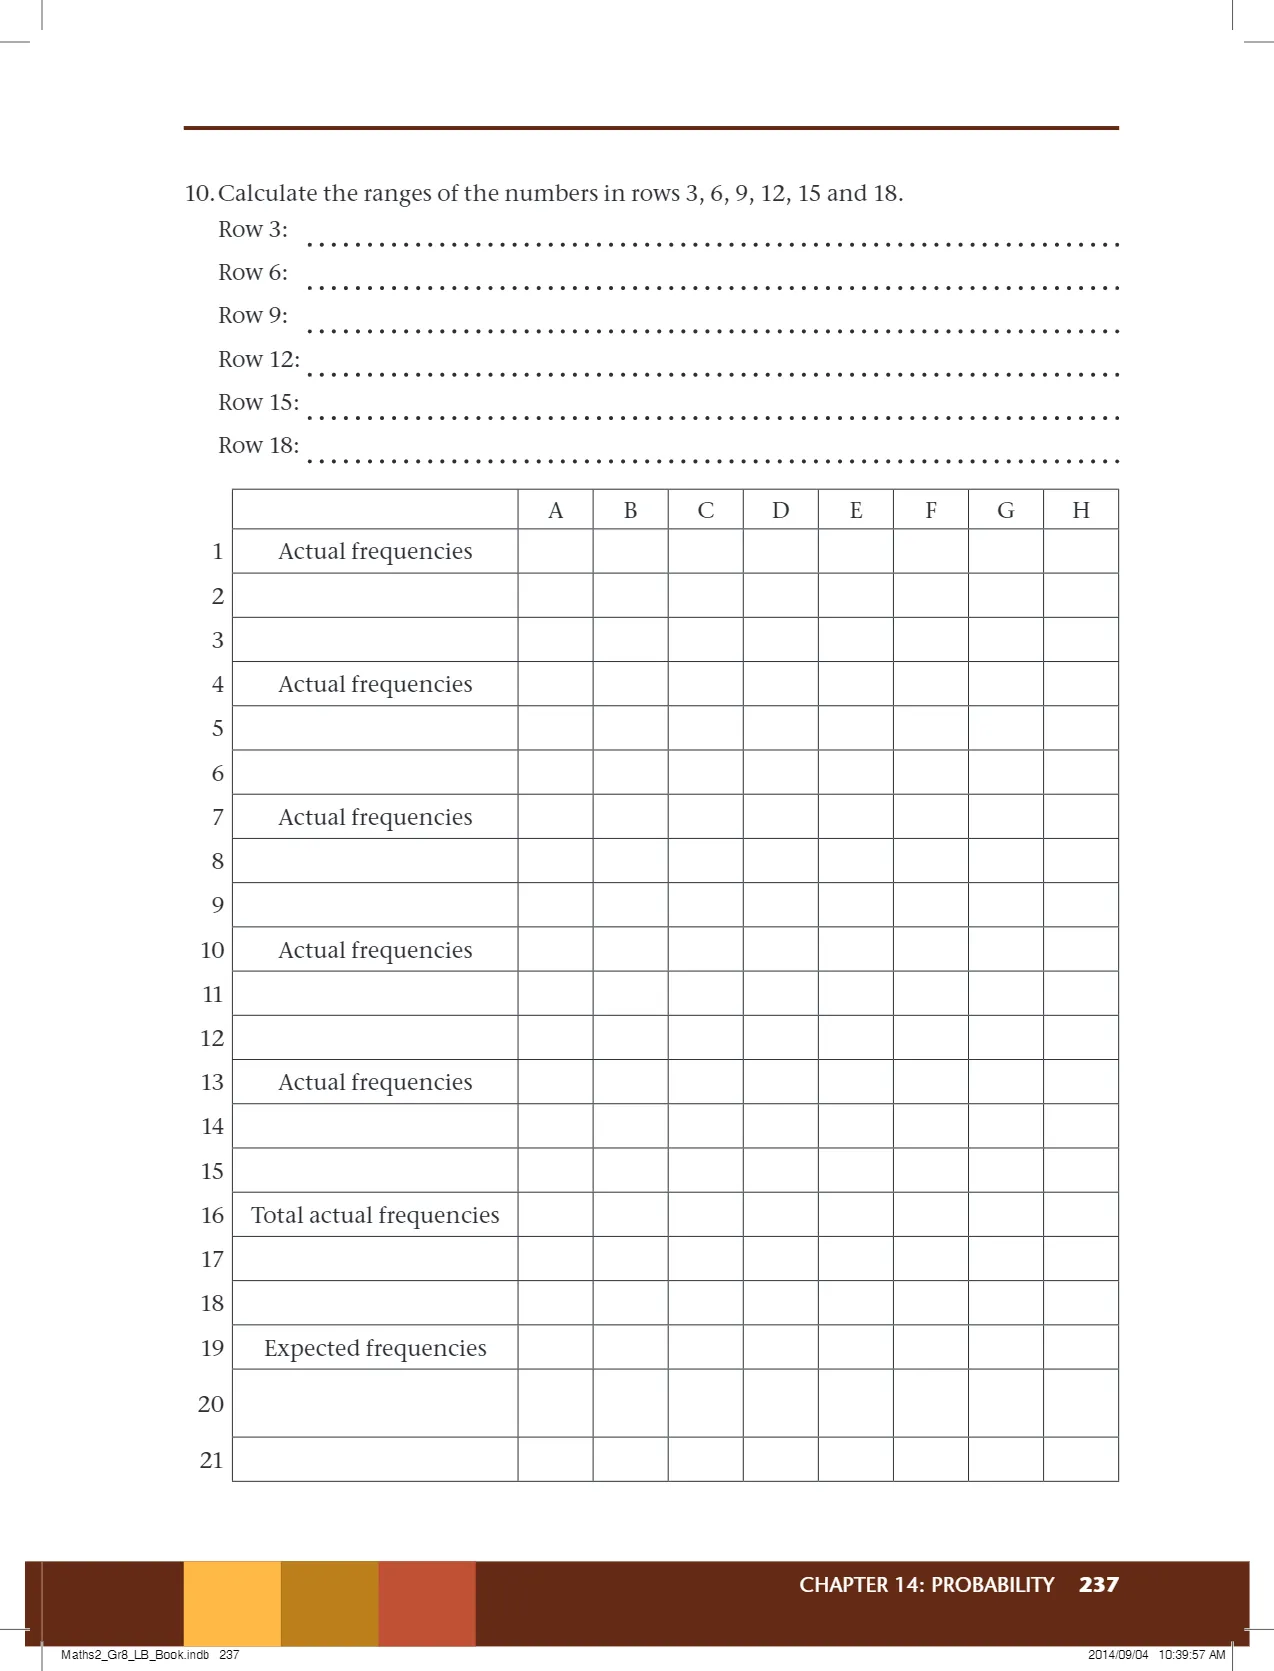 10. Calculate the ranges of the numbers in rows 3, 6, 9, 12, 15 and 18.
Row 3:
Row 6:
Row 9:
Row 12:
Row 15:
Row 18:
A B C D E F G H
1 Actual frequencies
2
3
4 Actual frequencies
5
6
7 Actual frequencies
8
9
10 Actual frequencies
11
12
13 Actual frequencies
14
15
16 Total actual frequencies
17
18
19 Expected frequencies
20
21
CHAPTER 14: PROBABILITY 237
Maths2_Gr8_LB_Book.indb 237 2014/09/04 10:39:57 AM